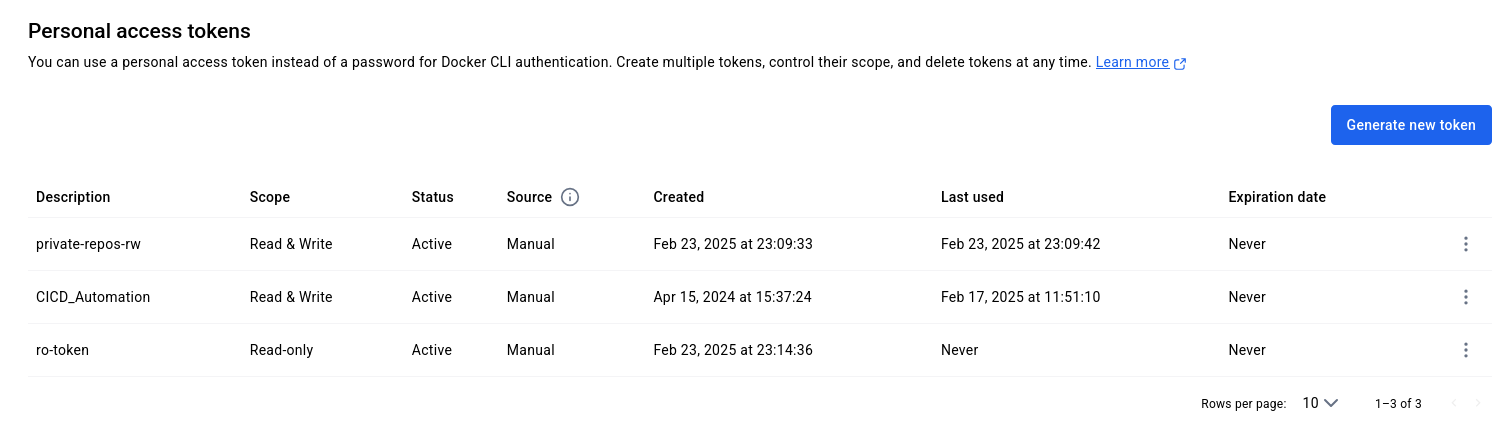 Personal access tokens
You can use a personal access token instead of a password for Docker CLI authentication. Create multiple tokens, control their scope, and delete tokens at any time. Learn more
Generate new token
Description Scope Status Source Created Last used Expiration date
private-repos-rw Read & Write Active Manual Feb 23, 2025 at 23:09:33 Feb 23, 2025 at 23:09:42 Never
CICD_Automation Read & Write Active Manual Apr 15, 2024 at 15:37:24 Feb 17, 2025 at 11:51:10 Never
ro-token Read-only Active Manual Feb 23, 2025 at 23:14:36 Never Never
Rows per page: 10 1–3 of 3